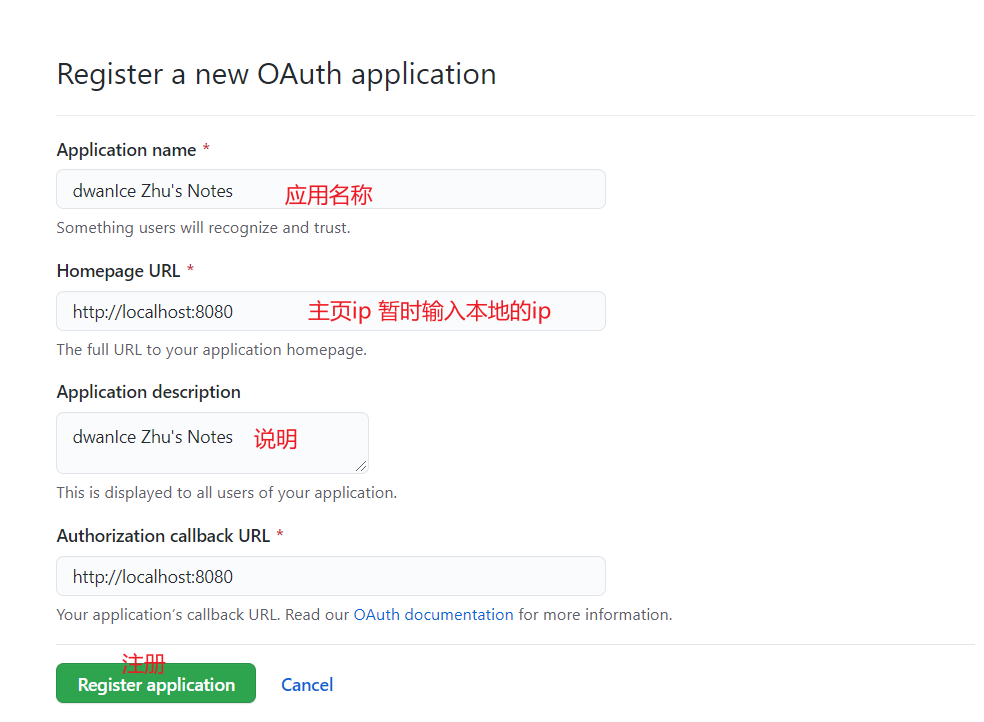 Register a new OAuth application
Application name *
dwanIce Zhu's Notes 应用名称
Something users will recognize and trust.
Homepage URL *
http://localhost:8080 主页ip 暂时输入本地的ip
The full URL to your application homepage.
Application description
dwanIce Zhu's Notes 说明
This is displayed to all users of your application.
Authorization callback URL *
http://localhost:8080
Your application's callback URL. Read our OAuth documentation for more information.
注册
Register application Cancel